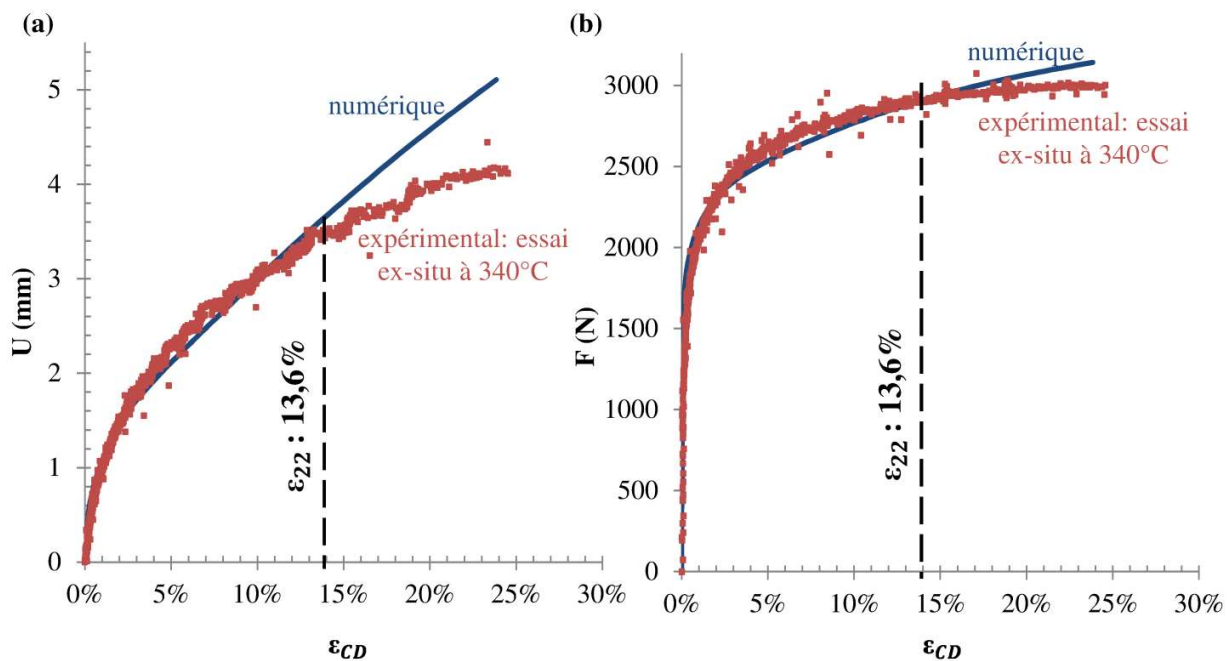 (a)
5
4
3
2
1
0
U (mm)
numérique
expérimental: essai
ex-situ à 340°C
ε22 : 13,6%
0% 5% 10% 15% 20% 25% 30%
εCD
(b)
3000
2500
2000
1500
1000
500
0
F (N)
numérique
expérimental: essai
ex-situ à 340°C
ε22 : 13,6%
0% 5% 10% 15% 20% 25% 30%
εCD